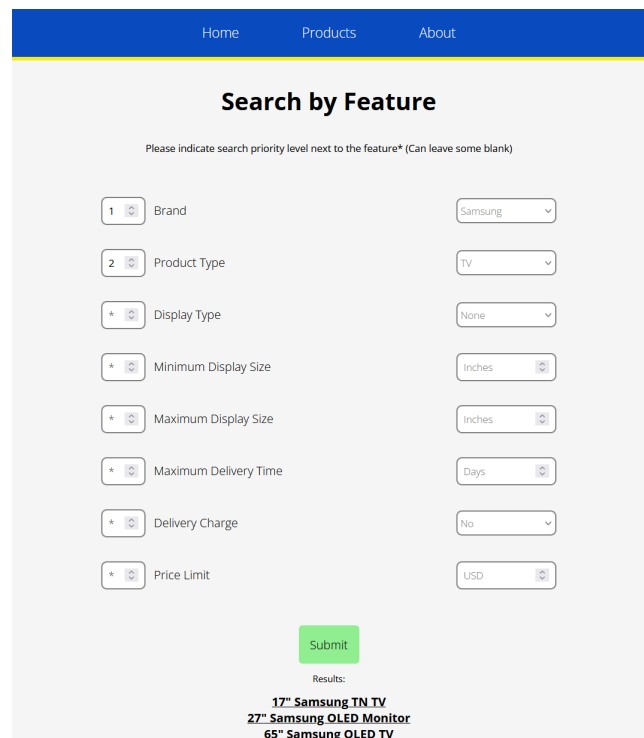 Home Products About
Search by Feature
Please indicate search priority level next to the feature* (Can leave some blank)
1 Brand Samsung
2 Product Type TV
* Display Type None
* Minimum Display Size Inches
* Maximum Display Size Inches
* Maximum Delivery Time Days
* Delivery Charge No
* Price Limit USD
Submit
Results:
17" Samsung TN TV
27" Samsung OLED Monitor
65" Samsung OLED TV